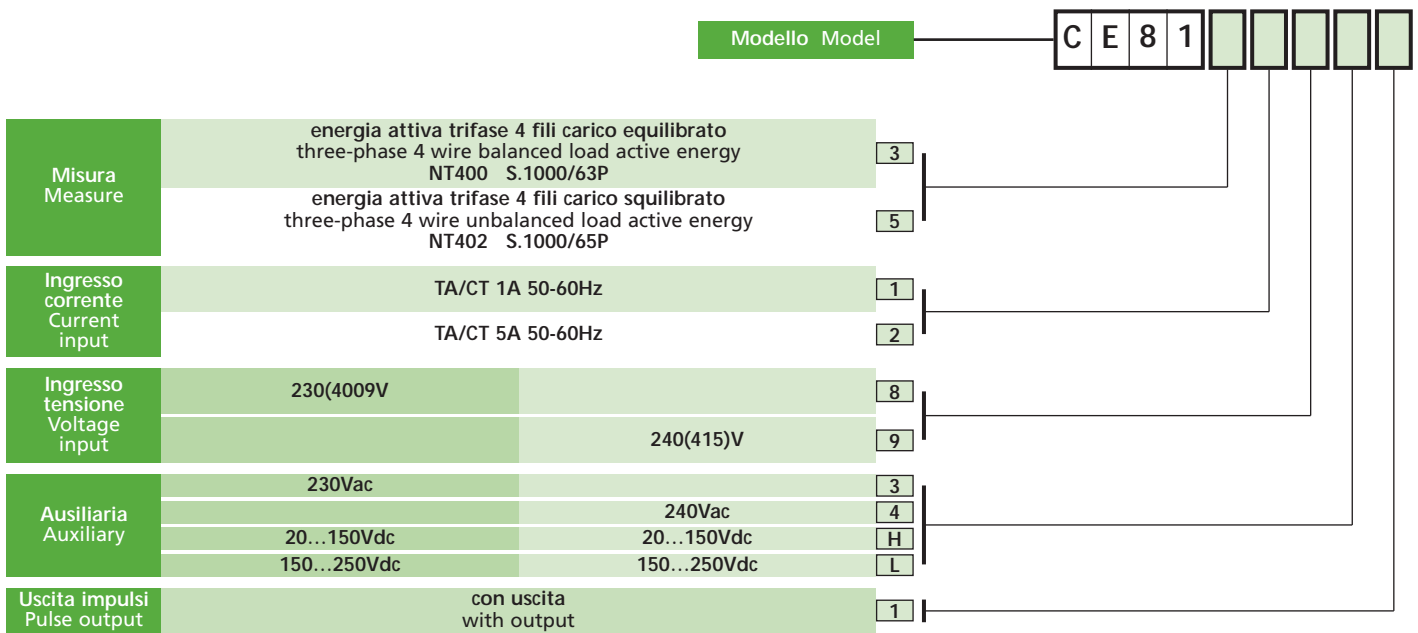 Modello Model
C E 8 1
Misura
Measure
energia attiva trifase 4 fili carico equilibrato
three-phase 4 wire balanced load active energy
NT400 S.1000/63P
3
energia attiva trifase 4 fili carico squilibrato
three-phase 4 wire unbalanced load active energy
NT402 S.1000/65P
5
Ingresso
corrente
Current
input
TA/CT 1A 50-60Hz
1
TA/CT 5A 50-60Hz
2
Ingresso
tensione
Voltage
input
230(4009V
8
240(415)V
9
Ausiliaria
Auxiliary
230Vac
3
240Vac
4
20...150Vdc 20...150Vdc H
150...250Vdc 150...250Vdc L
Uscita impulsi
Pulse output
con uscita
with output
1